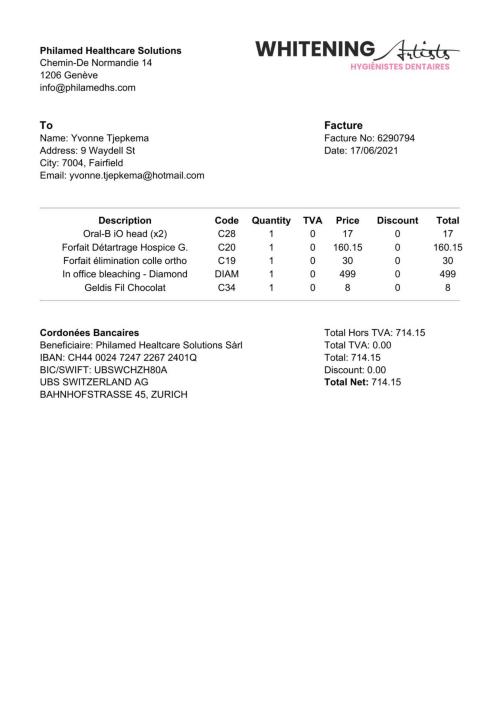 Philamed Healthcare Solutions
Chemin-De Normandie 14
1206 Genève
info@philamedhs.com
WHITENING Artists
HYGIÉNISTES DENTAIRES
To
Name: Yvonne Tjepkema
Address: 9 Waydell St
City: 7004, Fairfield
Email: yvonne.tjepkema@hotmail.com
Facture
Facture No: 6290794
Date: 17/06/2021
Description Code Quantity TVA Price Discount Total
Oral-B iO head (x2) C28 1 0 17 0 17
Forfait Détartrage Hospice G. C20 1 0 160.15 0 160.15
Forfait élimination colle ortho C19 1 0 30 0 30
In office bleaching - Diamond DIAM 1 0 499 0 499
Geldis Fil Chocolat C34 1 0 8 0 8
Cordonées Bancaires
Beneficiaire: Philamed Healtcare Solutions Sàrl
IBAN: CH44 0024 7247 2267 2401Q
BIC/SWIFT: UBSWCHZH80A
UBS SWITZERLAND AG
BAHNHOFSTRASSE 45, ZURICH
Total Hors TVA: 714.15
Total TVA: 0.00
Total: 714.15
Discount: 0.00
Total Net: 714.15